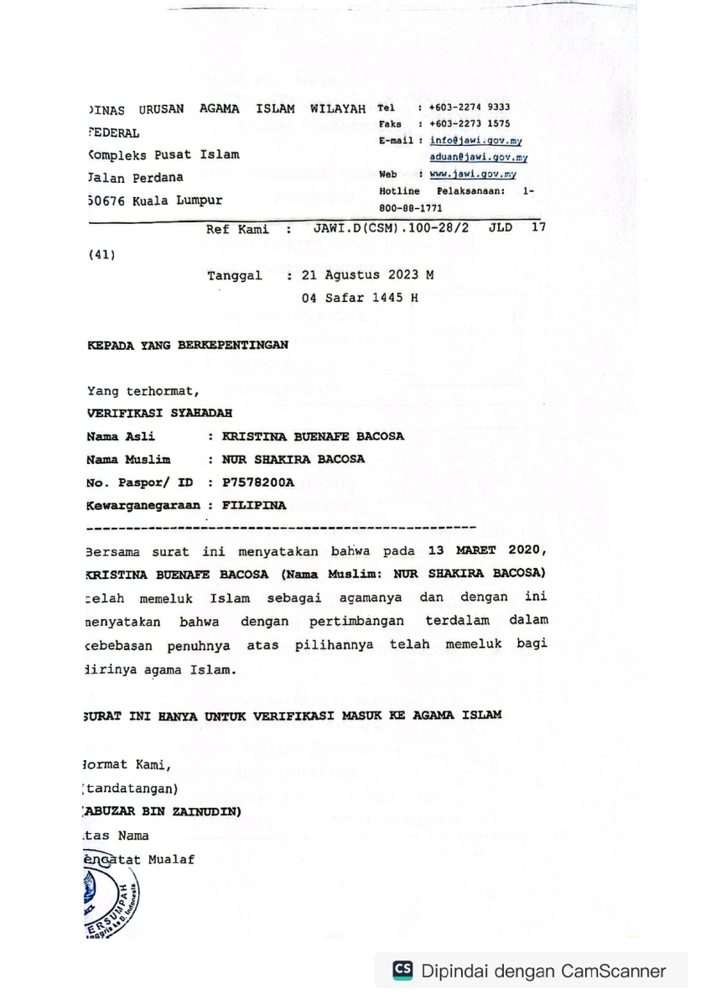 DINAS URUSAN AGAMA ISLAM WILAYAH
FEDERAL
Kompleks Pusat Islam
Jalan Perdana
50676 Kuala Lumpur
Tel : +603-2274 9333
Faks : +603-2273 1575
E-mail : info@jawi.gov.my
aduan@jawi.gov.my
Web : www.jawi.gov.my
Hotline Pelaksanaan: 1-
800-88-1771
Ref Kami : JAWI.D(CSM).100-28/2 JLD 17
(41)
Tanggal : 21 Agustus 2023 M
04 Safar 1445 H
KEPADA YANG BERKEPENTINGAN
Yang terhormat,
VERIFIKASI SYAHADAH
Nama Asli : KRISTINA BUENAFE BACOSA
Nama Muslim : NUR SHAKIRA BACOSA
No. Paspor/ ID : P7578200A
Kewarganegaraan : FILIPINA
Bersama surat ini menyatakan bahwa pada 13 MARET 2020,
KRISTINA BUENAFE BACOSA (Nama Muslim: NUR SHAKIRA BACOSA)
telah memeluk Islam sebagai agamanya dan dengan ini
menyatakan bahwa dengan pertimbangan terdalam dalam
kebebasan penuhnya atas pilihannya telah memeluk bagi
dirinya agama Islam.
SURAT INI HANYA UNTUK VERIFIKASI MASUK KE AGAMA ISLAM
Hormat Kami,
(tandatangan)
(ABUZAR BIN ZAINUDIN)
Atas Nama
engatat Mualaf
ERSUMPAH
nggris ke B. Indonesia
CS Dipindai dengan CamScanner